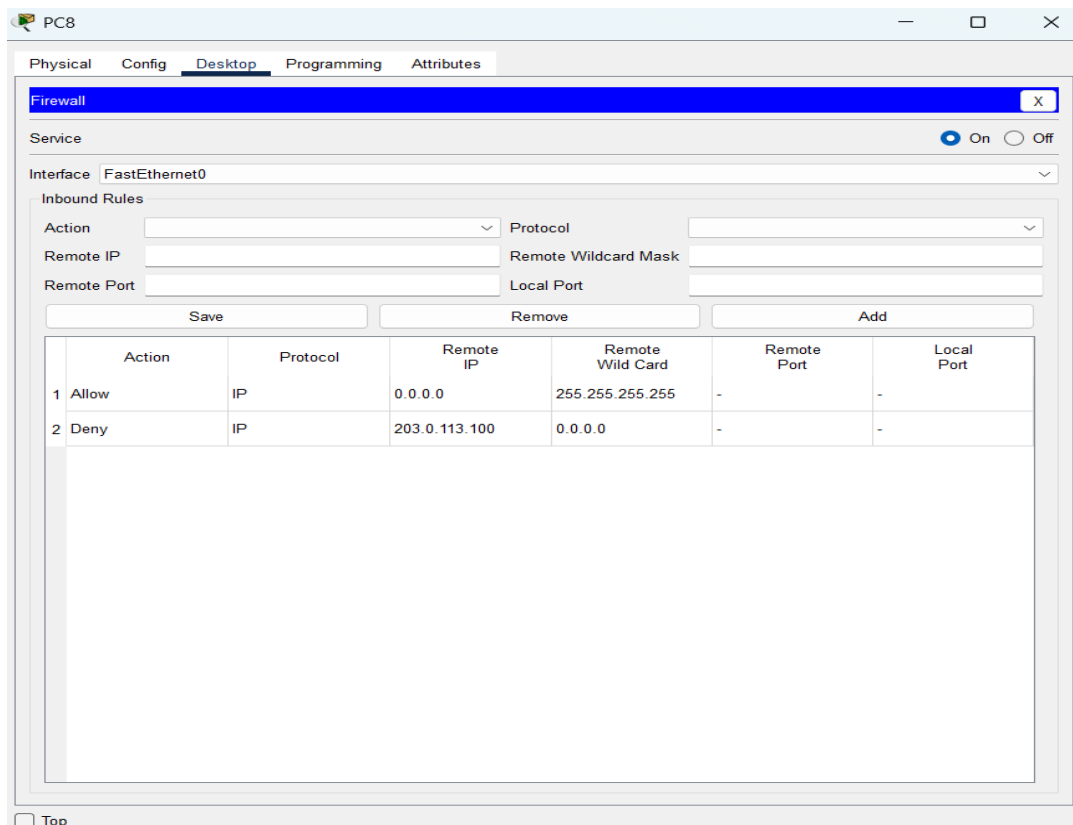 PC8
Physical Config Desktop Programming Attributes
Firewall X
Service On Off
Interface FastEthernet0
Inbound Rules
Action Protocol
Remote IP Remote Wildcard Mask
Remote Port Local Port
Save Remove Add
Action Protocol Remote IP Remote Wild Card Remote Port Local Port
1 Allow IP 0.0.0.0 255.255.255.255 - -
2 Deny IP 203.0.113.100 0.0.0.0 - -
Top